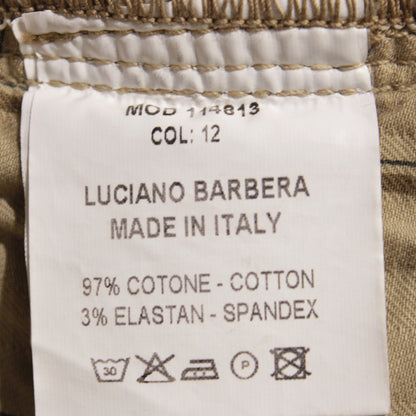 MOD 114813
COL: 12
LUCIANO BARBERA
MADE IN ITALY
97% COTONE - COTTON
3% ELASTAN - SPANDEX
30 P